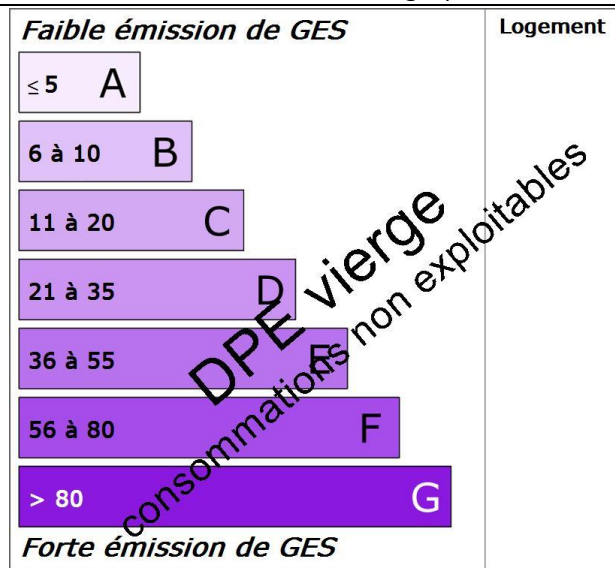 Faible émission de GES
Logement
≤ 5 A
6 à 10 B
11 à 20 C
21 à 35 D
36 à 55 E
56 à 80 F
> 80 G
Forte émission de GES
DPE vierge
consommations non exploitables